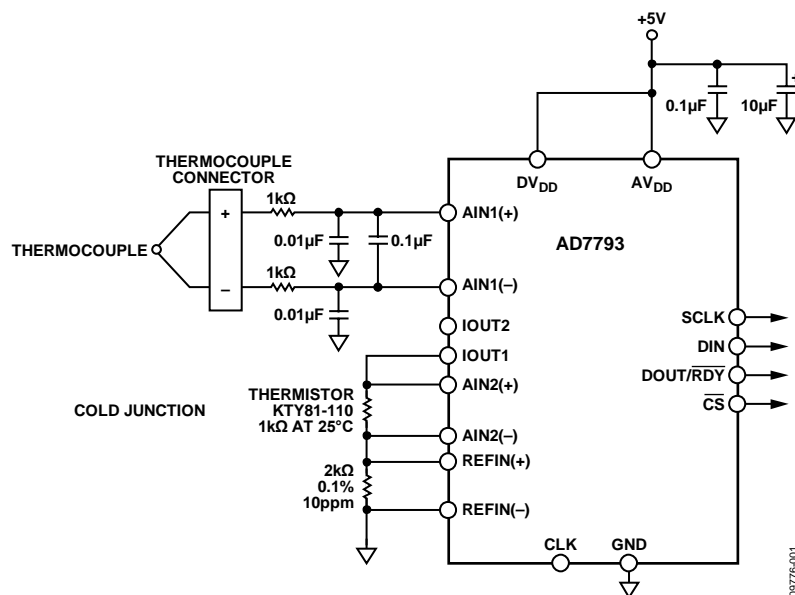 +5V
0.1µF
10µF
+
THERMOCOUPLE
CONNECTOR
DVDD
AVDD
1kΩ
+
AIN1(+)
AD7793
THERMOCOUPLE
0.01µF
0.1µF
1kΩ
–
AIN1(–)
0.01µF
IOUT2
SCLK
DIN
IOUT1
DOUT/RDY
THERMISTOR
KTY81-110
1kΩ AT 25°C
AIN2(+)
CS
COLD JUNCTION
AIN2(–)
REFIN(+)
2kΩ
0.1%
10ppm
REFIN(–)
CLK
GND
09776-001